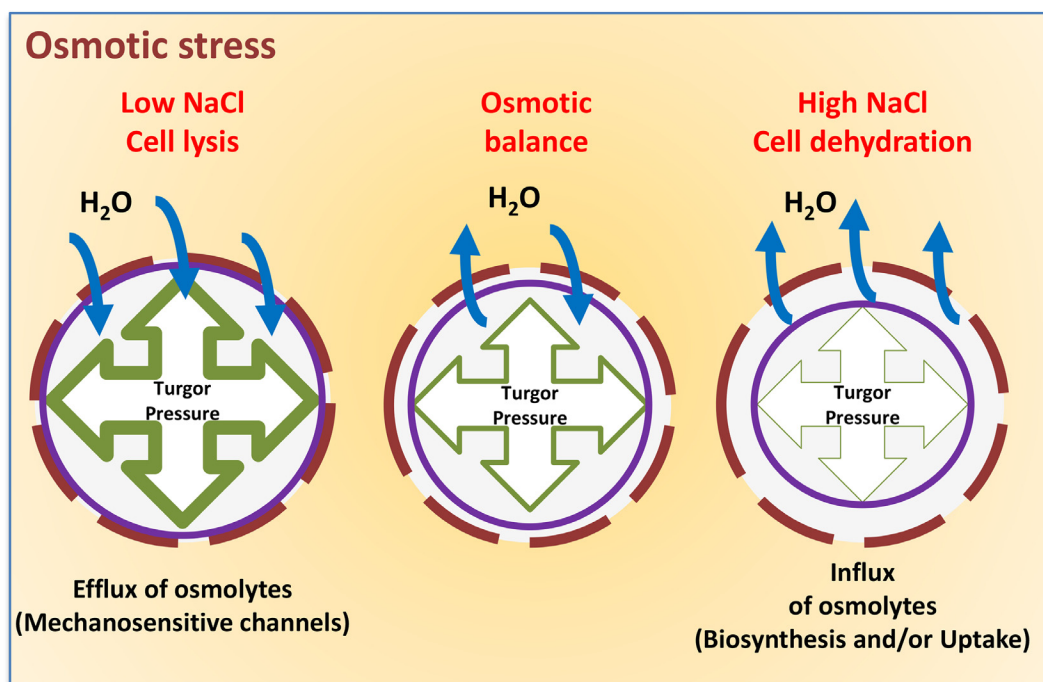 Osmotic stress
Low NaCl
Cell lysis
H₂O
Turgor
Pressure
Efflux of osmolytes
(Mechanosensitive channels)
Osmotic
balance
H₂O
Turgor
Pressure
High NaCl
Cell dehydration
H₂O
Turgor
Pressure
Influx
of osmolytes
(Biosynthesis and/or Uptake)